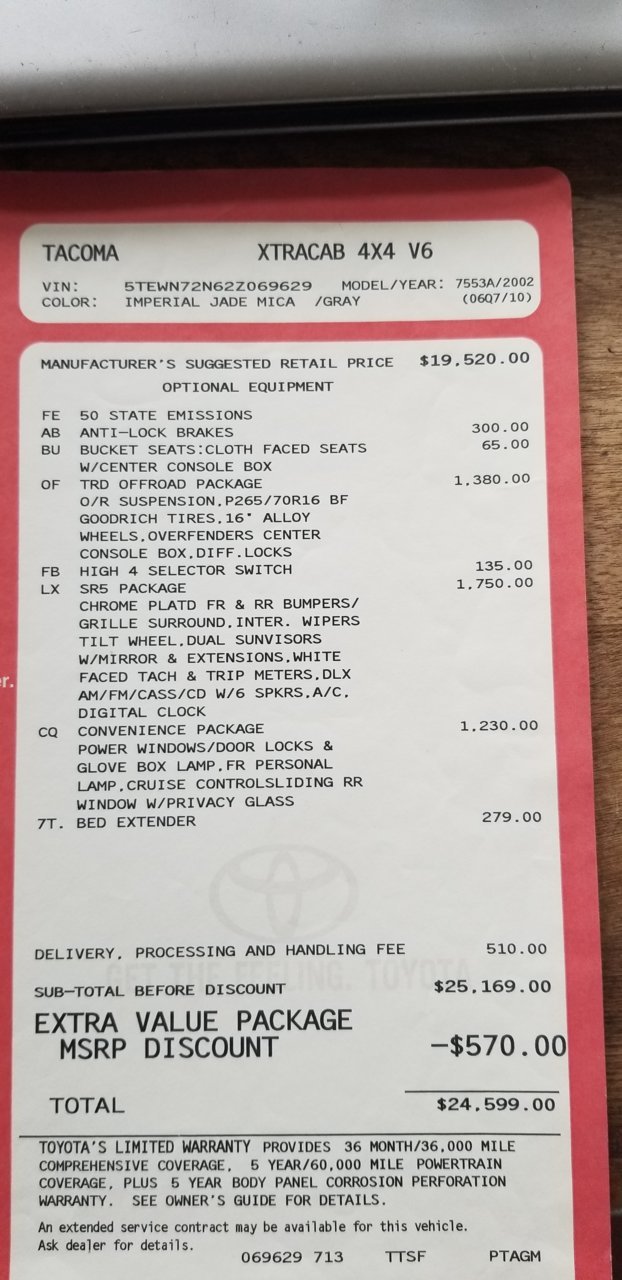 TACOMA XTRACAB 4X4 V6
VIN: 5TEWN72N62Z069629 MODEL/YEAR: 7553A/2002
COLOR: IMPERIAL JADE MICA /GRAY (06Q7/10)
MANUFACTURER'S SUGGESTED RETAIL PRICE $19,520.00
OPTIONAL EQUIPMENT
FE 50 STATE EMISSIONS
AB ANTI-LOCK BRAKES 300.00
BU BUCKET SEATS:CLOTH FACED SEATS 65.00
W/CENTER CONSOLE BOX
OF TRD OFFROAD PACKAGE 1,380.00
O/R SUSPENSION,P265/70R16 BF
GOODRICH TIRES,16" ALLOY
WHEELS,OVERFENDERS CENTER
CONSOLE BOX,DIFF.LOCKS
FB HIGH 4 SELECTOR SWITCH 135.00
LX SR5 PACKAGE 1,750.00
CHROME PLATD FR & RR BUMPERS/
GRILLE SURROUND,INTER. WIPERS
TILT WHEEL,DUAL SUNVISORS
W/MIRROR & EXTENSIONS,WHITE
FACED TACH & TRIP METERS,DLX
AM/FM/CASS/CD W/6 SPKRS,A/C,
DIGITAL CLOCK
CQ CONVENIENCE PACKAGE 1,230.00
POWER WINDOWS/DOOR LOCKS &
GLOVE BOX LAMP,FR PERSONAL
LAMP,CRUISE CONTROLSLIDING RR
WINDOW W/PRIVACY GLASS
7T. BED EXTENDER 279.00
DELIVERY, PROCESSING AND HANDLING FEE 510.00
GET THE FEELING. TOYOTA
SUB-TOTAL BEFORE DISCOUNT $25,169.00
EXTRA VALUE PACKAGE
MSRP DISCOUNT -$570.00
TOTAL $24,599.00
TOYOTA'S LIMITED WARRANTY PROVIDES 36 MONTH/36,000 MILE
COMPREHENSIVE COVERAGE, 5 YEAR/60,000 MILE POWERTRAIN
COVERAGE, PLUS 5 YEAR BODY PANEL CORROSION PERFORATION
WARRANTY. SEE OWNER'S GUIDE FOR DETAILS.
An extended service contract may be available for this vehicle.
Ask dealer for details.
069629 713 TTSF PTAGM